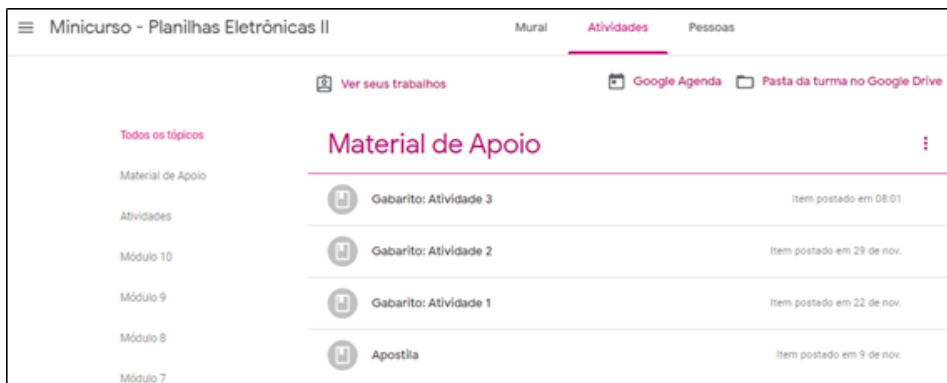 Minicurso - Planilhas Eletrônicas II
Mural
Atividades
Pessoas
Ver seus trabalhos
Google Agenda
Pasta da turma no Google Drive
Todos os tópicos
Material de Apoio
Atividades
Módulo 10
Módulo 9
Módulo 8
Módulo 7
Material de Apoio
Gabarito: Atividade 3
Item postado em 08:01
Gabarito: Atividade 2
Item postado em 29 de nov.
Gabarito: Atividade 1
Item postado em 22 de nov.
Apostila
Item postado em 9 de nov.